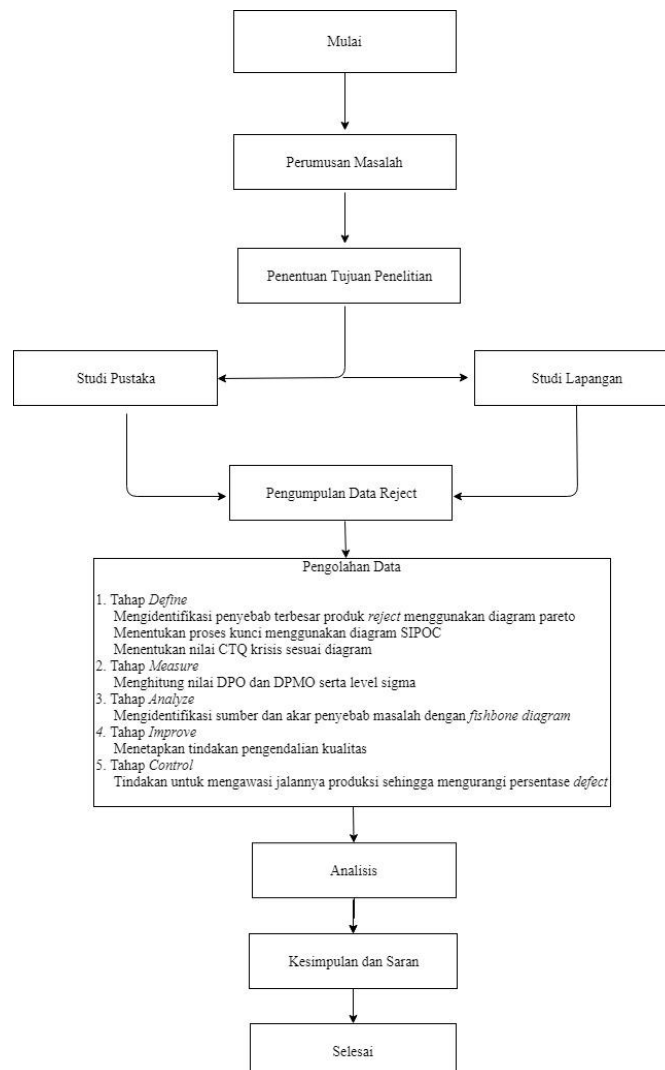 Mulai
Perumusan Masalah
Penentuan Tujuan Penelitian
Studi Pustaka
Studi Lapangan
Pengumpulan Data Reject
Pengolahan Data
1. Tahap Define
Mengidentifikasi penyebab terbesar produk reject menggunakan diagram pareto
Menentukan proses kunci menggunakan diagram SIPOC
Menentukan nilai CTQ krisis sesuai diagram
2. Tahap Measure
Menghitung nilai DPO dan DPMO serta level sigma
3. Tahap Analyze
Mengidentifikasi sumber dan akar penyebab masalah dengan fishbone diagram
4. Tahap Improve
Menetapkan tindakan pengendalian kualitas
5. Tahap Control
Tindakan untuk mengawasi jalannya produksi sehingga mengurangi persentase defect
Analisis
Kesimpulan dan Saran
Selesai